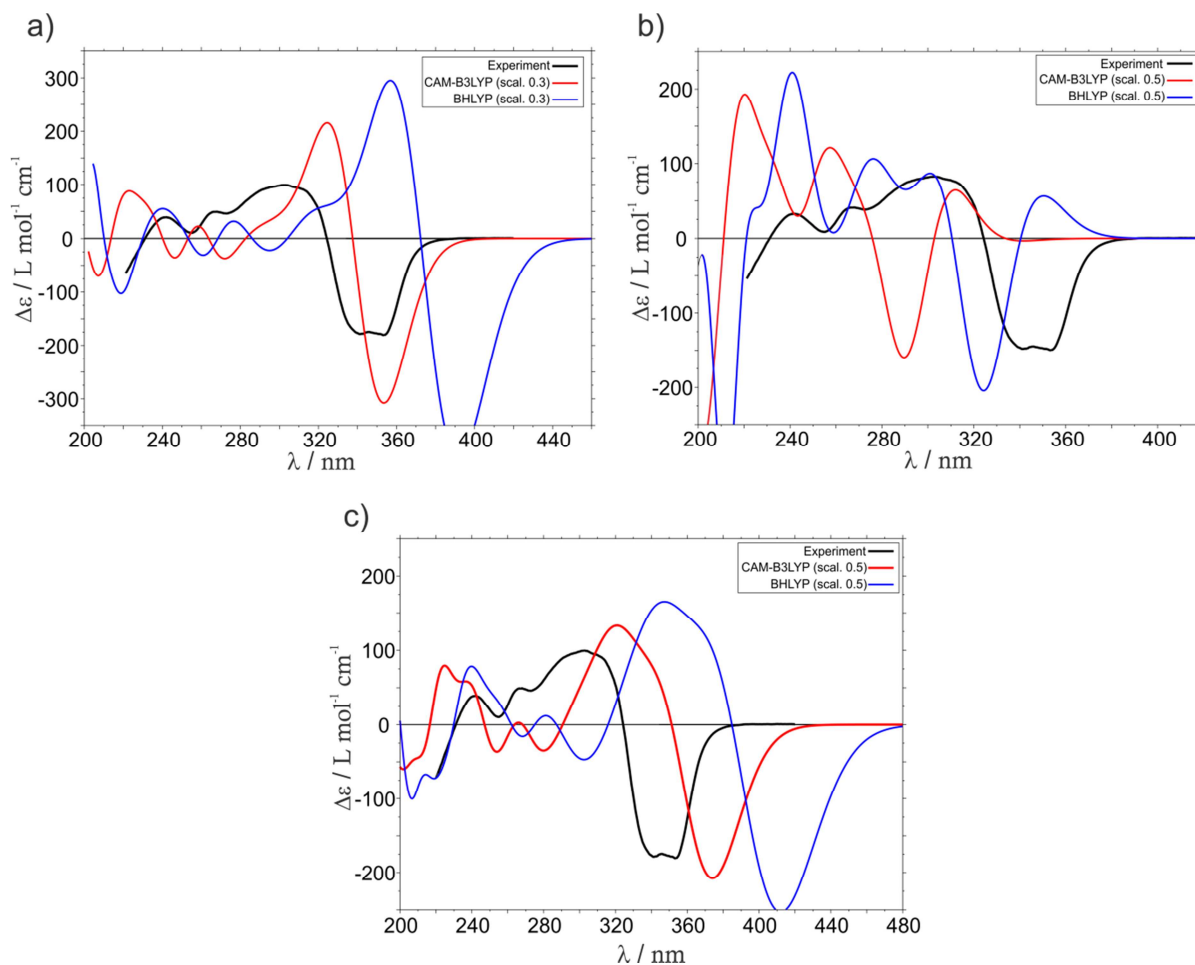 a)
Experiment
CAM-B3LYP (scal. 0.3)
BHLYP (scal. 0.3)
300
200
100
0
-100
-200
-300
Δε / L mol⁻¹ cm⁻¹
200 240 280 320 360 400 440
λ / nm
b)
Experiment
CAM-B3LYP (scal. 0.5)
BHLYP (scal. 0.5)
200
100
0
-100
-200
Δε / L mol⁻¹ cm⁻¹
200 240 280 320 360 400
λ / nm
c)
Experiment
CAM-B3LYP (scal. 0.5)
BHLYP (scal. 0.5)
200
100
0
-100
-200
Δε / L mol⁻¹ cm⁻¹
200 240 280 320 360 400 440 480
λ / nm